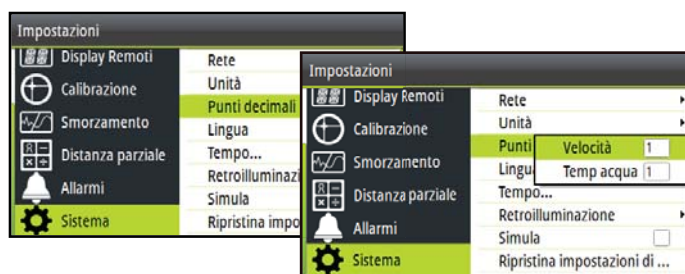 Impostazioni
Display Remoti
Calibrazione
Smorzamento
Distanza parziale
Allarmi
Sistema
Rete
Unità
Punti decimali
Lingua
Tempo...
Retroilluminazi
Simula
Ripristina impo
Impostazioni
Display Remoti
Calibrazione
Smorzamento
Distanza parziale
Allarmi
Sistema
Rete
Unità
Punti
Lingu
Tempo...
Retroilluminazione
Simula
Ripristina impostazioni di ...
Velocità 1
Temp acqua 1